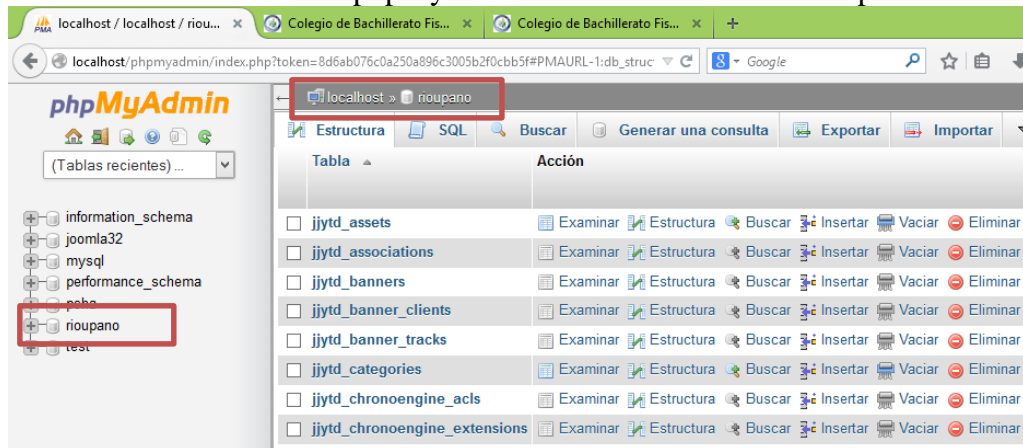 localhost / localhost / riou... ×
Colegio de Bachillerato Fis... ×
Colegio de Bachillerato Fis... ×
+
localhost/phpmyadmin/index.php?token=8d6ab076c0a250a896c3005b2f0cbb5f#PMAURL-1:db_struc
Google
phpMyAdmin
(Tablas recientes) ...
information_schema
joomla32
mysql
performance_schema
rioupano
test
localhost » rioupano
Estructura SQL Buscar Generar una consulta Exportar Importar
Tabla Acción
jjytd_assets Examinar Estructura Buscar Insertar Vaciar Eliminar
jjytd_associations Examinar Estructura Buscar Insertar Vaciar Eliminar
jjytd_banners Examinar Estructura Buscar Insertar Vaciar Eliminar
jjytd_banner_clients Examinar Estructura Buscar Insertar Vaciar Eliminar
jjytd_banner_tracks Examinar Estructura Buscar Insertar Vaciar Eliminar
jjytd_categories Examinar Estructura Buscar Insertar Vaciar Eliminar
jjytd_chronoengine_acls Examinar Estructura Buscar Insertar Vaciar Eliminar
jjytd_chronoengine_extensions Examinar Estructura Buscar Insertar Vaciar Eliminar